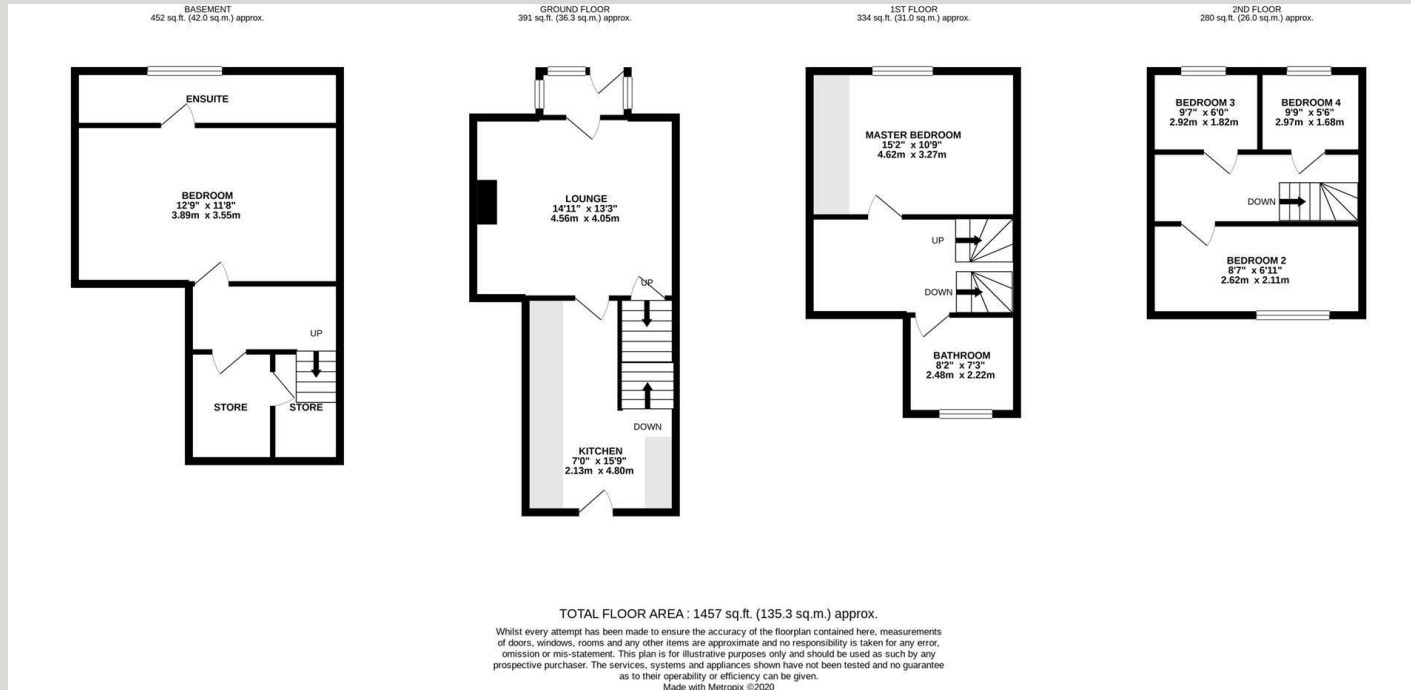 BASEMENT
452 sq.ft. (42.0 sq.m.) approx.
ENSUITE
BEDROOM
12'9" x 11'8"
3.89m x 3.55m
UP
STORE
STORE
GROUND FLOOR
391 sq.ft. (36.3 sq.m.) approx.
LOUNGE
14'11" x 13'3"
4.56m x 4.05m
UP
DOWN
KITCHEN
7'0" x 15'9"
2.13m x 4.80m
1ST FLOOR
334 sq.ft. (31.0 sq.m.) approx.
MASTER BEDROOM
15'2" x 10'9"
4.62m x 3.27m
UP
DOWN
BATHROOM
8'2" x 7'3"
2.48m x 2.22m
2ND FLOOR
280 sq.ft. (26.0 sq.m.) approx.
BEDROOM 3
9'7" x 6'0"
2.92m x 1.82m
BEDROOM 4
9'9" x 5'6"
2.97m x 1.68m
DOWN
BEDROOM 2
8'7" x 6'11"
2.62m x 2.11m
TOTAL FLOOR AREA : 1457 sq.ft. (135.3 sq.m.) approx.
Whilst every attempt has been made to ensure the accuracy of the floorplan contained here, measurements
of doors, windows, rooms and any other items are approximate and no responsibility is taken for any error,
omission or mis-statement. This plan is for illustrative purposes only and should be used as such by any
prospective purchaser. The services, systems and appliances shown have not been tested and no guarantee
as to their operability or efficiency can be given.
Made with Metropix ©2020